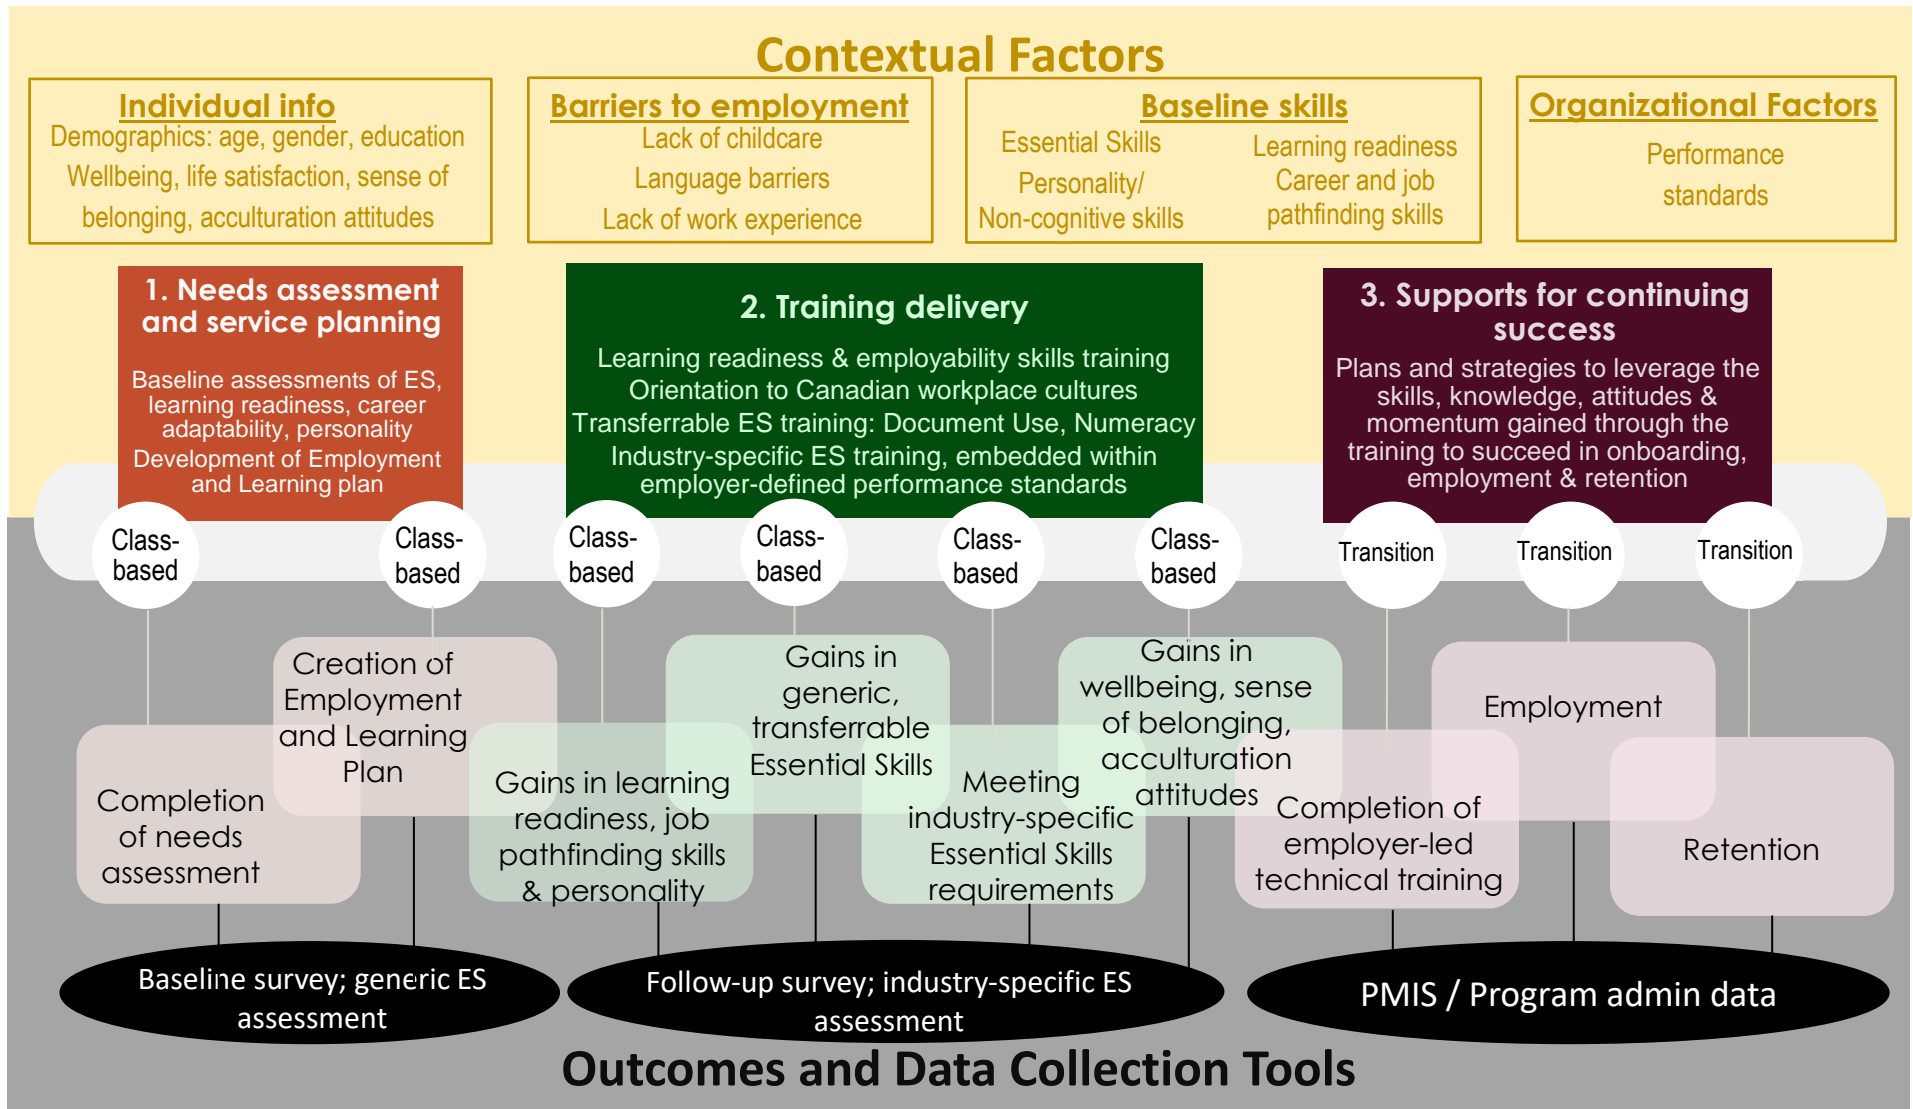 Contextual Factors
Individual info
Demographics: age, gender, education
Wellbeing, life satisfaction, sense of
belonging, acculturation attitudes
Barriers to employment
Lack of childcare
Language barriers
Lack of work experience
Baseline skills
Essential Skills
Personality/
Non-cognitive skills
Learning readiness
Career and job
pathfinding skills
Organizational Factors
Performance
standards
1. Needs assessment
and service planning
Baseline assessments of ES,
learning readiness, career
adaptability, personality
Development of Employment
and Learning plan
2. Training delivery
Learning readiness & employability skills training
Orientation to Canadian workplace cultures
Transferrable ES training: Document Use, Numeracy
Industry-specific ES training, embedded within
employer-defined performance standards
3. Supports for continuing
success
Plans and strategies to leverage the
skills, knowledge, attitudes &
momentum gained through the
training to succeed in onboarding,
employment & retention
Class-
based
Class-
based
Class-
based
Class-
based
Class-
based
Class-
based
Transition
Transition
Transition
Completion
of needs
assessment
Creation of
Employment
and Learning
Plan
Gains in learning
readiness, job
pathfinding skills
& personality
Gains in
generic,
transferrable
Essential Skills
Meeting
industry-specific
Essential Skills
requirements
Gains in
wellbeing, sense
of belonging,
acculturation
attitudes
Completion of
employer-led
technical training
Employment
Retention
Baseline survey; generic ES
assessment
Follow-up survey; industry-specific ES
assessment
PMIS / Program admin data
Outcomes and Data Collection Tools